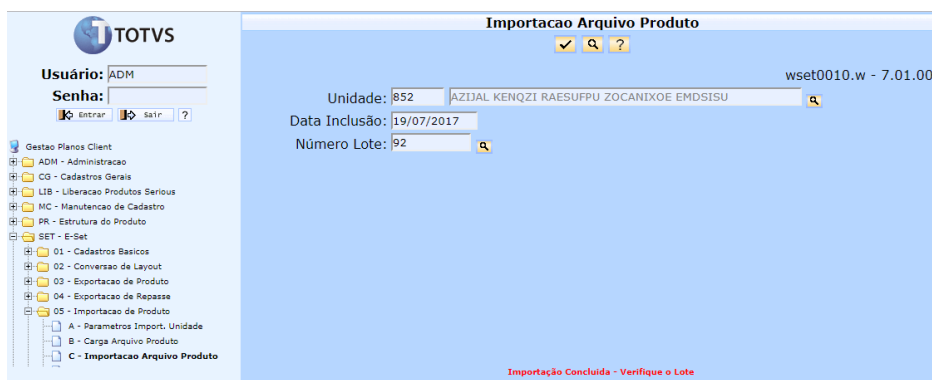 TOTVS
Usuário: ADM
Senha:
Entrar Sair ?
Gestao Planos Client
ADM - Administracao
CG - Cadastros Gerais
LIB - Liberacao Produtos Serious
MC - Manutencao de Cadastro
PR - Estrutura do Produto
SET - E-Set
01 - Cadastros Basicos
02 - Conversao de Layout
03 - Exportacao de Produto
04 - Exportacao de Repasse
05 - Importacao de Produto
A - Parametros Import. Unidade
B - Carga Arquivo Produto
C - Importacao Arquivo Produto
Importacao Arquivo Produto
?
wset0010.w - 7.01.00
Unidade: 852 AZIJAL KENQZI RAESUFPU ZOCANIXOE EMDSISU
Data Inclusão: 19/07/2017
Número Lote: 92
Importação Concluida - Verifique o Lote